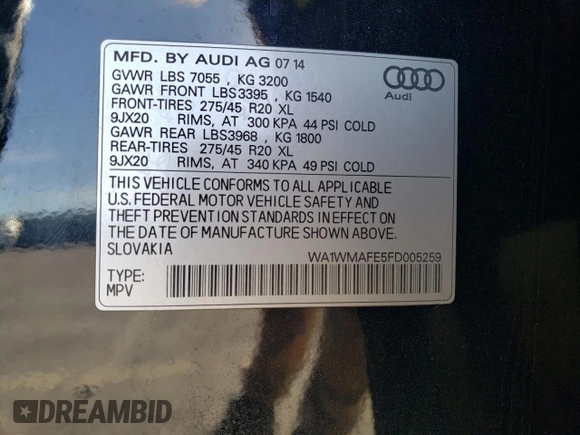 MFD. BY AUDI AG 07 14
GVWR LBS 7055 , KG 3200
GAWR FRONT LBS3395, KG 1540
FRONT-TIRES 275/45 R20 XL
9JX20 RIMS, AT 300 KPA 44 PSI COLD
GAWR REAR LBS3968 , KG 1800
REAR-TIRES 275/45 R20 XL
9JX20 RIMS, AT 340 KPA 49 PSI COLD
Audi
THIS VEHICLE CONFORMS TO ALL APPLICABLE
U.S. FEDERAL MOTOR VEHICLE SAFETY AND
THEFT PREVENTION STANDARDS IN EFFECT ON
THE DATE OF MANUFACTURE SHOWN ABOVE.
SLOVAKIA WA1WMAFE5FD005259
TYPE:
MPV
DREAMBID